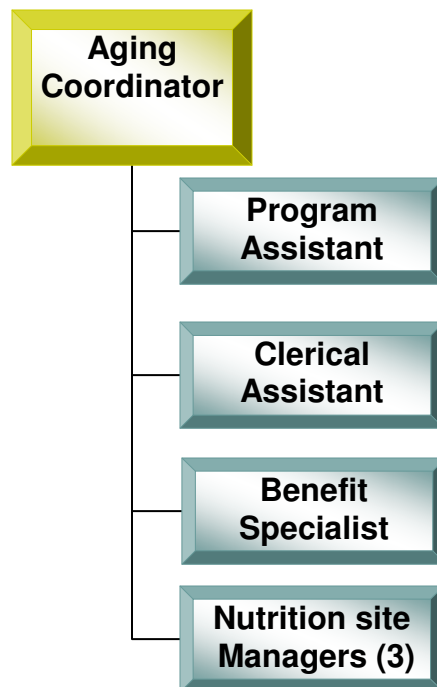 Aging
Coordinator
Program
Assistant
Clerical
Assistant
Benefit
Specialist
Nutrition site
Managers (3)